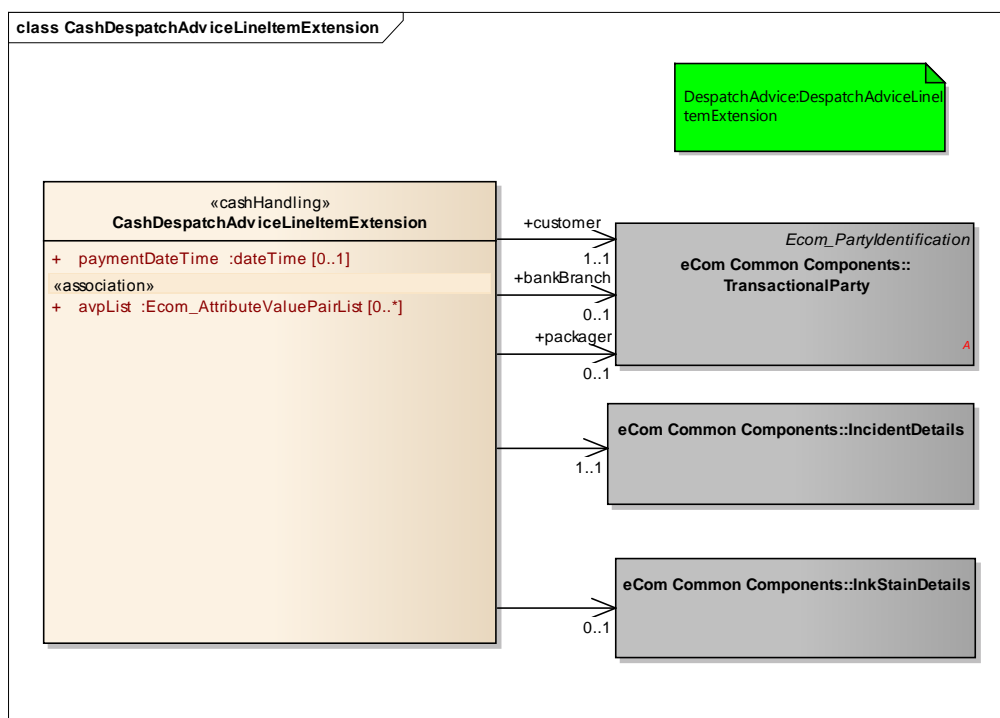 class CashDespatchAdviceLineItemExtension
DespatchAdvice:DespatchAdviceLineI
temExtension
«cashHandling»
CashDespatchAdviceLineItemExtension
+ paymentDateTime :dateTime [0..1]
«association»
+ avpList :Ecom_AttributeValuePairList [0..*]
+customer
1..1
+bankBranch
0..1
+packager
0..1
Ecom_PartyIdentification
eCom Common Components::
TransactionalParty
A
eCom Common Components::IncidentDetails
1..1
eCom Common Components::InkStainDetails
0..1